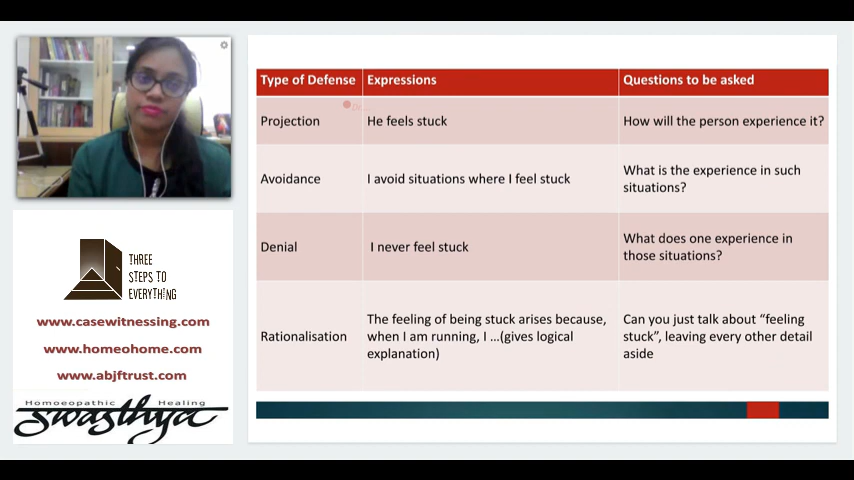 Type of Defense Expressions Questions to be asked
Projection He feels stuck How will the person experience it?
Avoidance I avoid situations where I feel stuck What is the experience in such
situations?
Denial I never feel stuck What does one experience in
those situations?
Rationalisation The feeling of being stuck arises because,
when I am running, I ...(gives logical
explanation)
Can you just talk about “feeling
stuck”, leaving every other detail
aside
THREE
STEPS TO
EVERYTHING
www.casewitnessing.com
www.homeohome.com
www.abjftrust.com
Homoeopathic Healing
swasthya